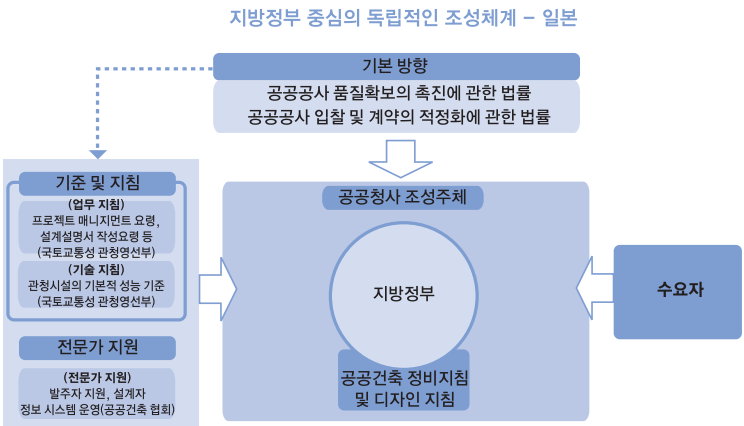 지방정부 중심의 독립적인 조성체계 – 일본
기본 방향
공공공사 품질확보의 촉진에 관한 법률
공공공사 입찰 및 계약의 적정화에 관한 법률
기준 및 지침
(업무 지침)
프로젝트 매니지먼트 요령,
설계설명서 작성요령 등
(국토교통성 관청영선부)
(기술 지침)
관청시설의 기본적 성능 기준
(국토교통성 관청영선부)
전문가 지원
(전문가 지원)
발주자 지원, 설계자
정보 시스템 운영(공공건축 협회)
공공청사 조성주체
지방정부
공공건축 정비지침
및 디자인 지침
수요자